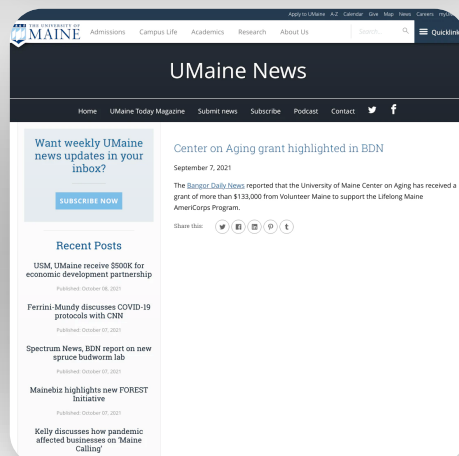 Apply to UMaine A-Z Calendar Give Map News Careers
THE UNIVERSITY OF
MAINE
Admissions Campus Life Academics Research About Us
Search...
Quicklink
UMaine News
Home UMaine Today Magazine Submit news Subscribe Podcast Contact
Want weekly UMaine
news updates in your
inbox?
SUBSCRIBE NOW
Recent Posts
USM, UMaine receive $500K for
economic development partnership
Published: October 08, 2021
Ferrini-Mundy discusses COVID-19
protocols with CNN
Published: October 07, 2021
Spectrum News, BDN report on new
spruce budworm lab
Published: October 07, 2021
Mainebiz highlights new FOREST
Initiative
Published: October 07, 2021
Kelly discusses how pandemic
affected businesses on ‘Maine
Calling’
Center on Aging grant highlighted in BDN
September 7, 2021
The Bangor Daily News reported that the University of Maine Center on Aging has received a
grant of more than $133,000 from Volunteer Maine to support the Lifelong Maine
AmeriCorps Program.
Share this: